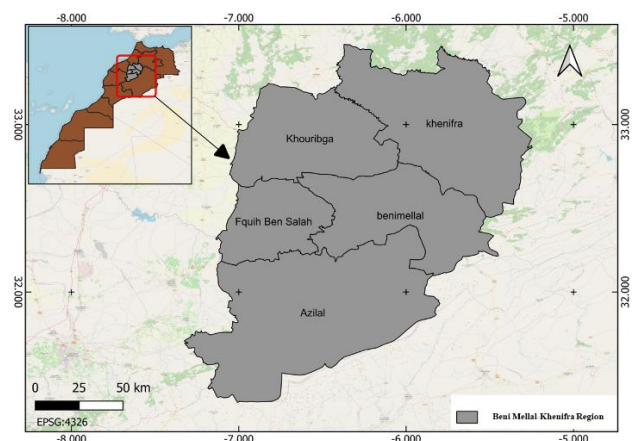 -7.000 -6.000 -5.000
33.000 33.000
khenifra
Khouribga
Fquih Ben Salah benimellal
32.000 32.000
Azilal
0 25 50 km
EPSG:4326
Beni Mellal-Khenifra Region
-8.000 -7.000 -6.000 -5.000